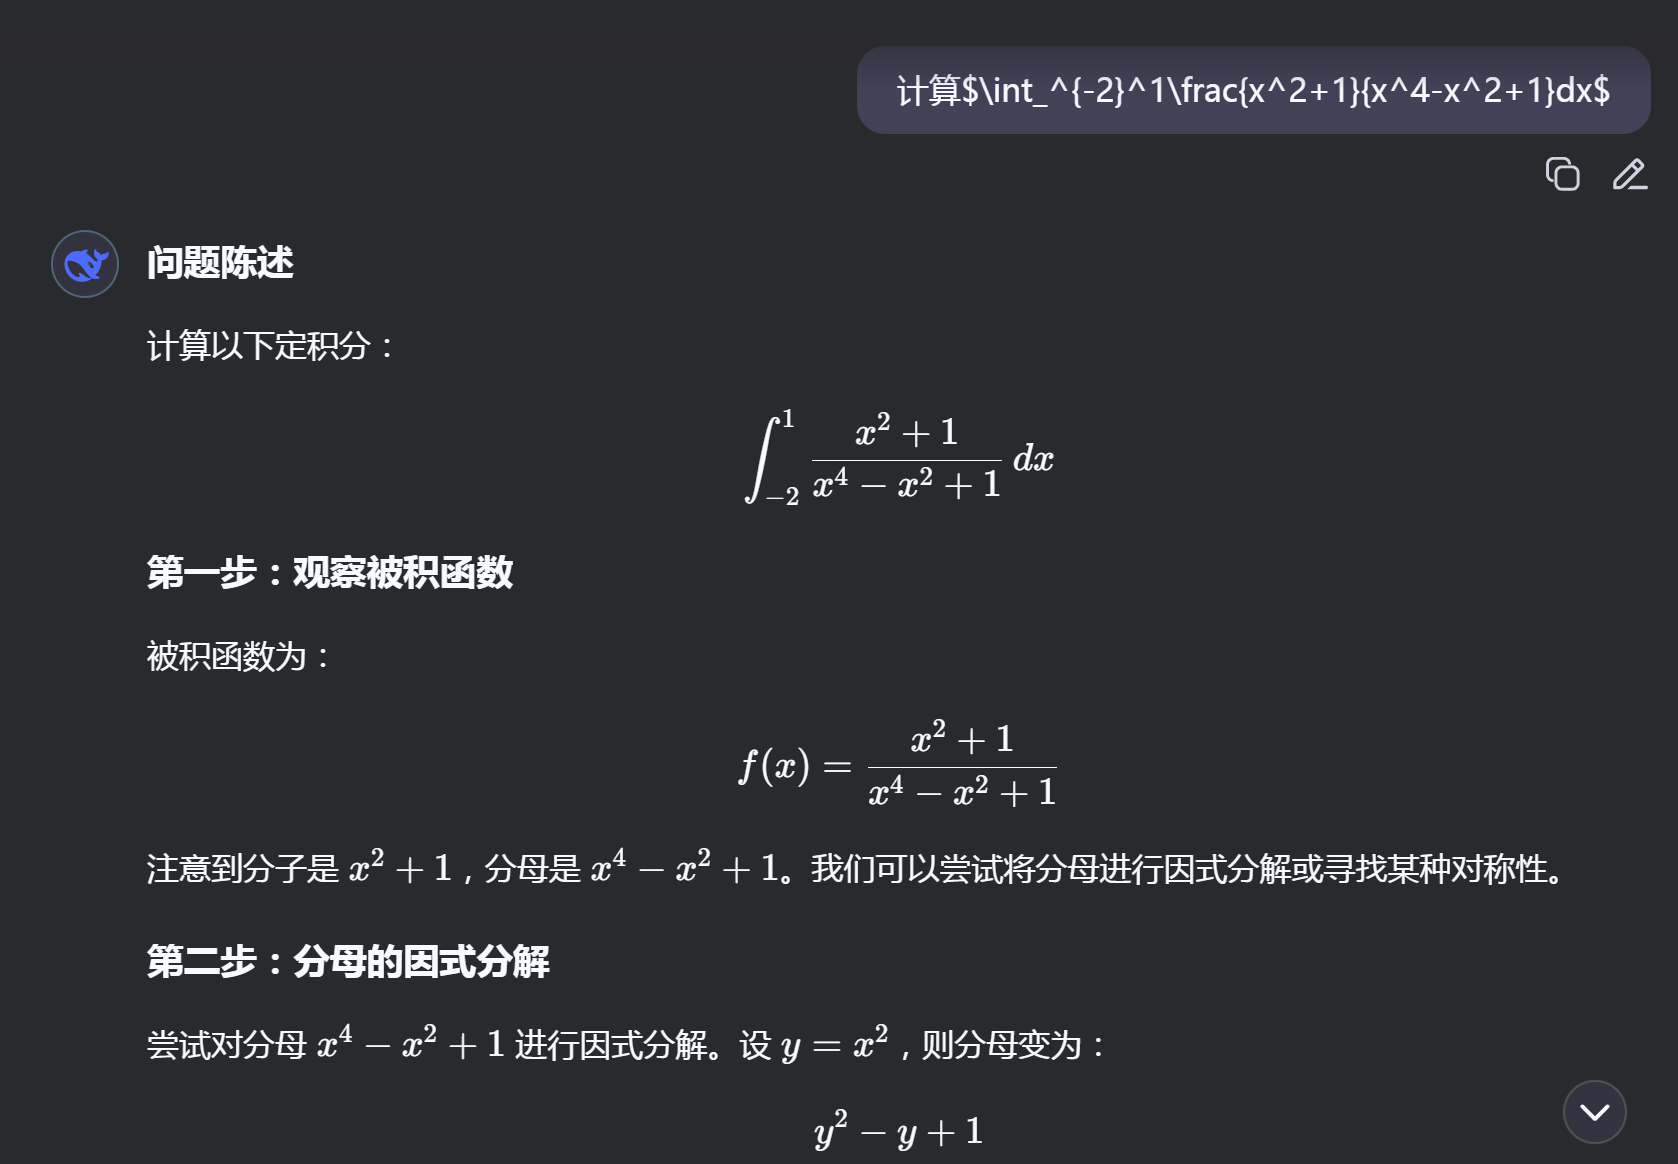 计算$\int_^{-2}^1\frac{x^2+1}{x^4-x^2+1}dx$
问题陈述
计算以下定积分：
$$\int_{-2}^{1} \frac{x^2+1}{x^4-x^2+1}\,dx$$
第一步：观察被积函数
被积函数为：
$$f(x) = \frac{x^2+1}{x^4-x^2+1}$$
注意到分子是 $x^2+1$，分母是 $x^4-x^2+1$。我们可以尝试将分母进行因式分解或寻找某种对称性。
第二步：分母的因式分解
尝试对分母 $x^4-x^2+1$ 进行因式分解。设 $y=x^2$，则分母变为：
$$y^2-y+1$$